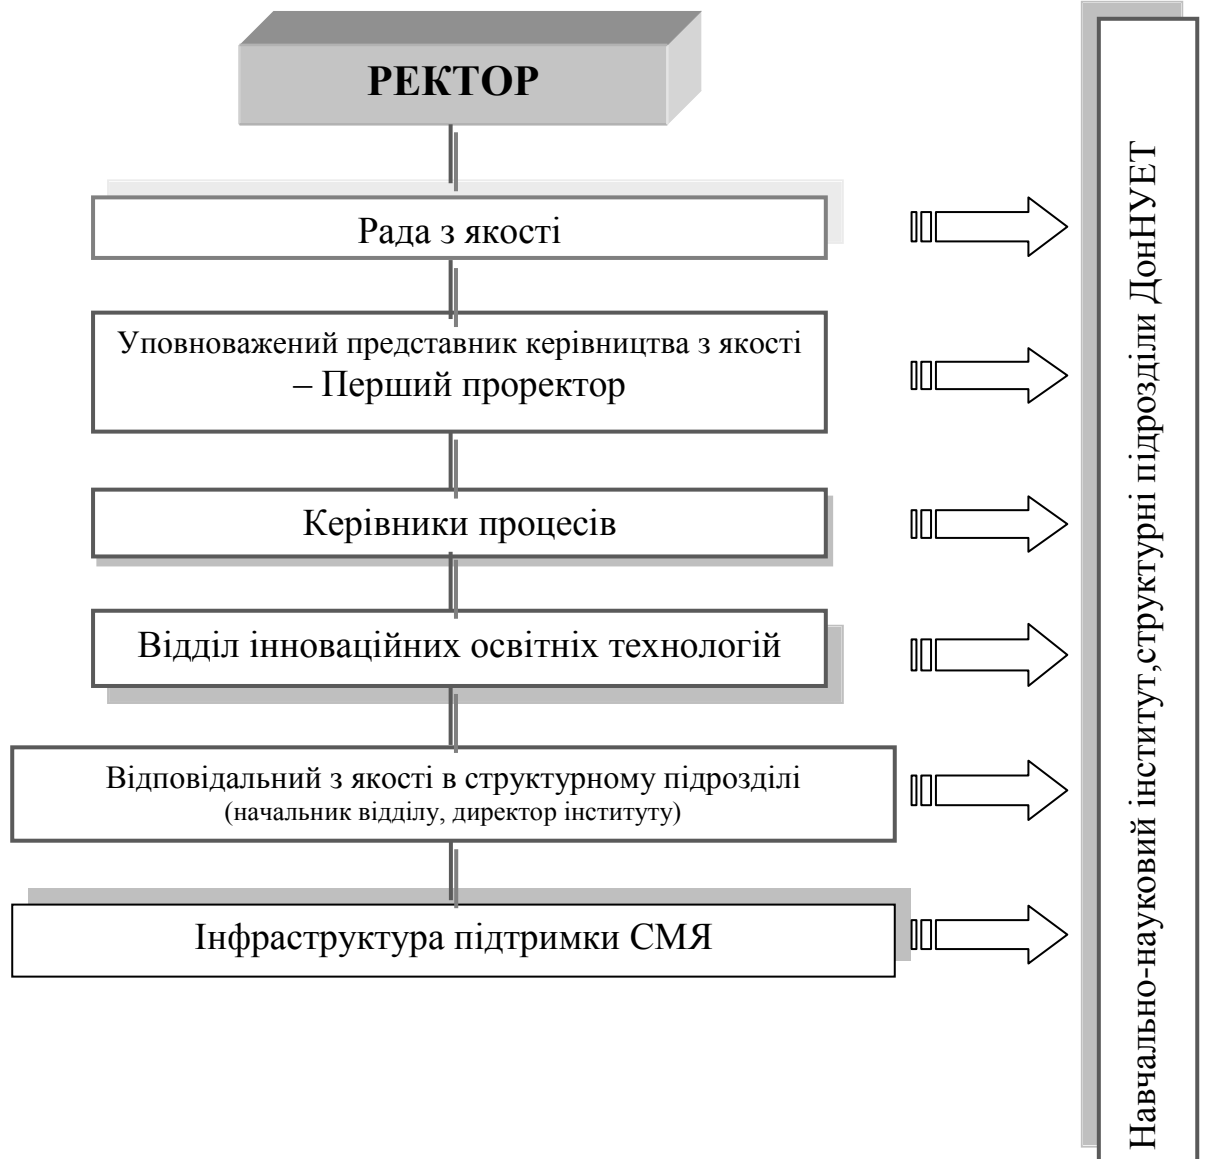 РЕКТОР
Рада з якості
Уповноважений представник керівництва з якості
– Перший проректор
Керівники процесів
Відділ інноваційних освітніх технологій
Відповідальний з якості в структурному підрозділі
(начальник відділу, директор інституту)
Інфраструктура підтримки СМЯ
Навчально-науковий інститут,структурні підрозділи ДонНУЕТ